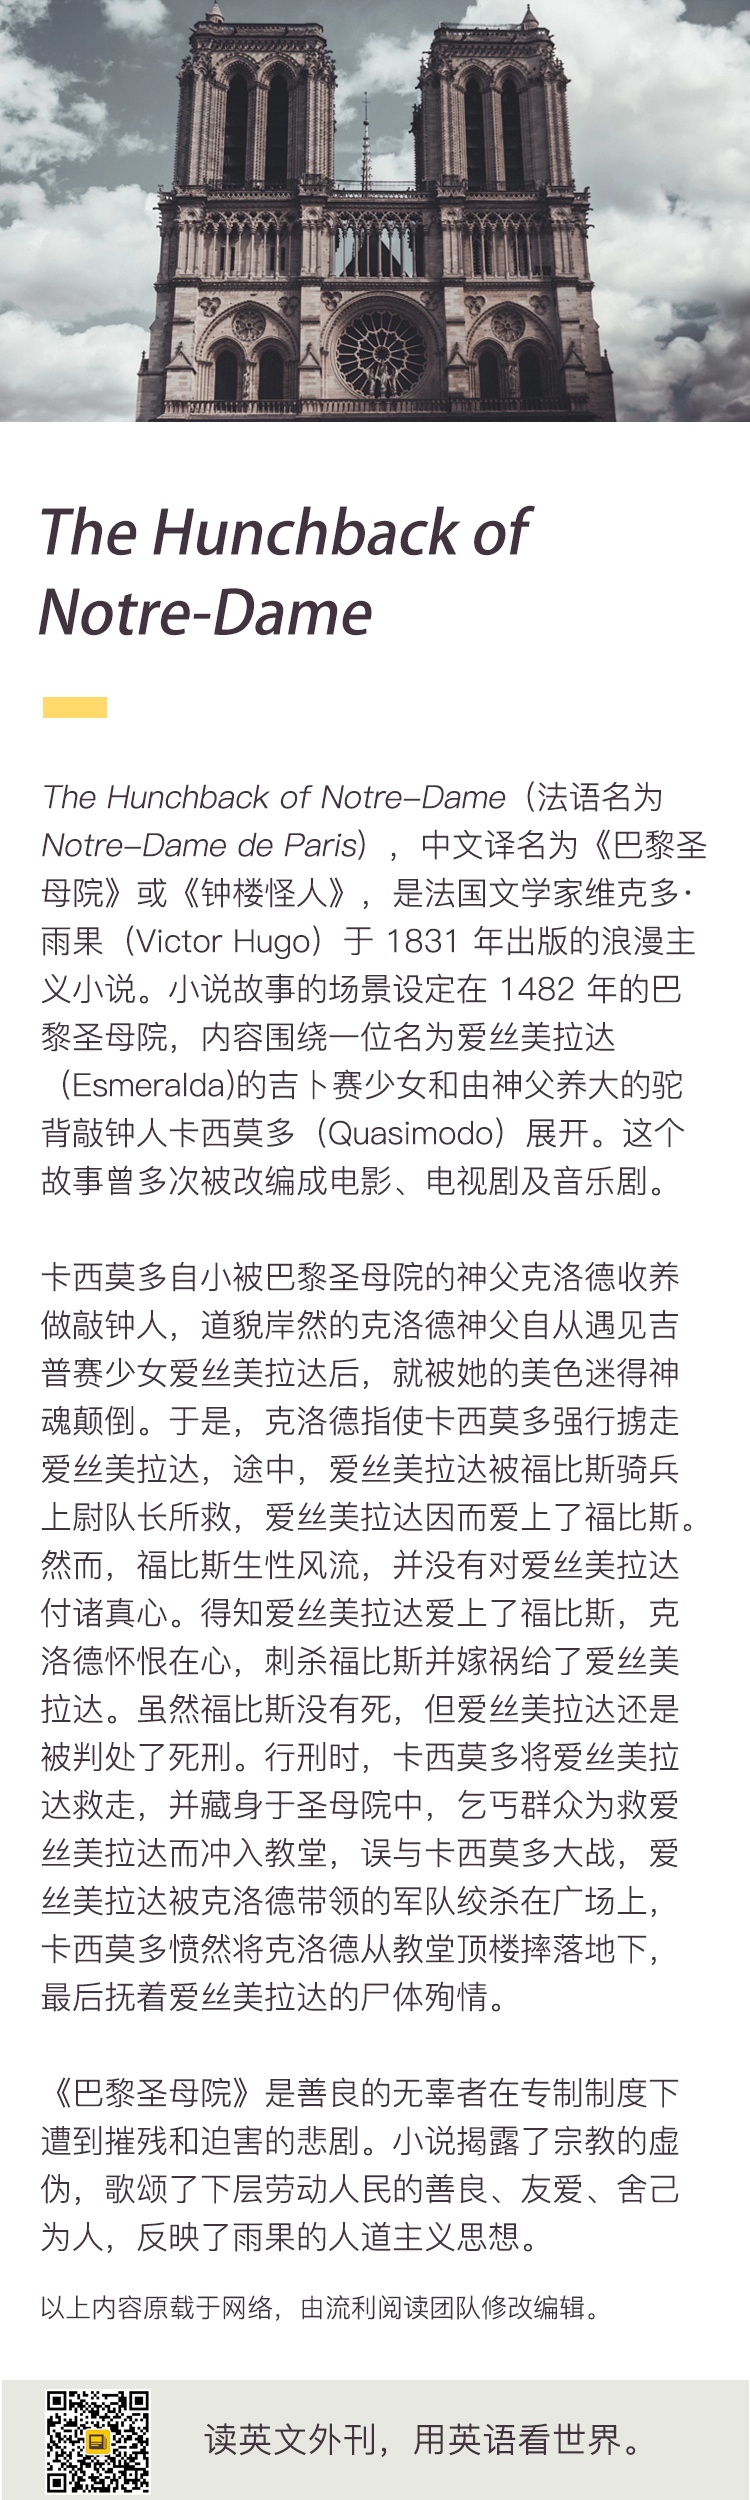 The Hunchback of
Notre-Dame
The Hunchback of Notre-Dame（法语名为
Notre-Dame de Paris），中文译名为《巴黎圣
母院》或《钟楼怪人》，是法国文学家维克多·
雨果（Victor Hugo）于 1831 年出版的浪漫主
义小说。小说故事的场景设定在 1482 年的巴
黎圣母院，内容围绕一位名为爱丝美拉达
（Esmeralda)的吉卜赛少女和由神父养大的驼
背敲钟人卡西莫多（Quasimodo）展开。这个
故事曾多次被改编成电影、电视剧及音乐剧。
卡西莫多自小被巴黎圣母院的神父克洛德收养
做敲钟人，道貌岸然的克洛德神父自从遇见吉
普赛少女爱丝美拉达后，就被她的美色迷得神
魂颠倒。于是，克洛德指使卡西莫多强行掳走
爱丝美拉达，途中，爱丝美拉达被福比斯骑兵
上尉队长所救，爱丝美拉达因而爱上了福比斯。
然而，福比斯生性风流，并没有对爱丝美拉达
付诸真心。得知爱丝美拉达爱上了福比斯，克
洛德怀恨在心，刺杀福比斯并嫁祸给了爱丝美
拉达。虽然福比斯没有死，但爱丝美拉达还是
被判处了死刑。行刑时，卡西莫多将爱丝美拉
达救走，并藏身于圣母院中，乞丐群众为救爱
丝美拉达而冲入教堂，误与卡西莫多大战，爱
丝美拉达被克洛德带领的军队绞杀在广场上，
卡西莫多愤然将克洛德从教堂顶楼摔落地下，
最后抚着爱丝美拉达的尸体殉情。
《巴黎圣母院》是善良的无辜者在专制制度下
遭到摧残和迫害的悲剧。小说揭露了宗教的虚
伪，歌颂了下层劳动人民的善良、友爱、舍己
为人，反映了雨果的人道主义思想。
以上内容原载于网络，由流利阅读团队修改编辑。
读英文外刊，用英语看世界。